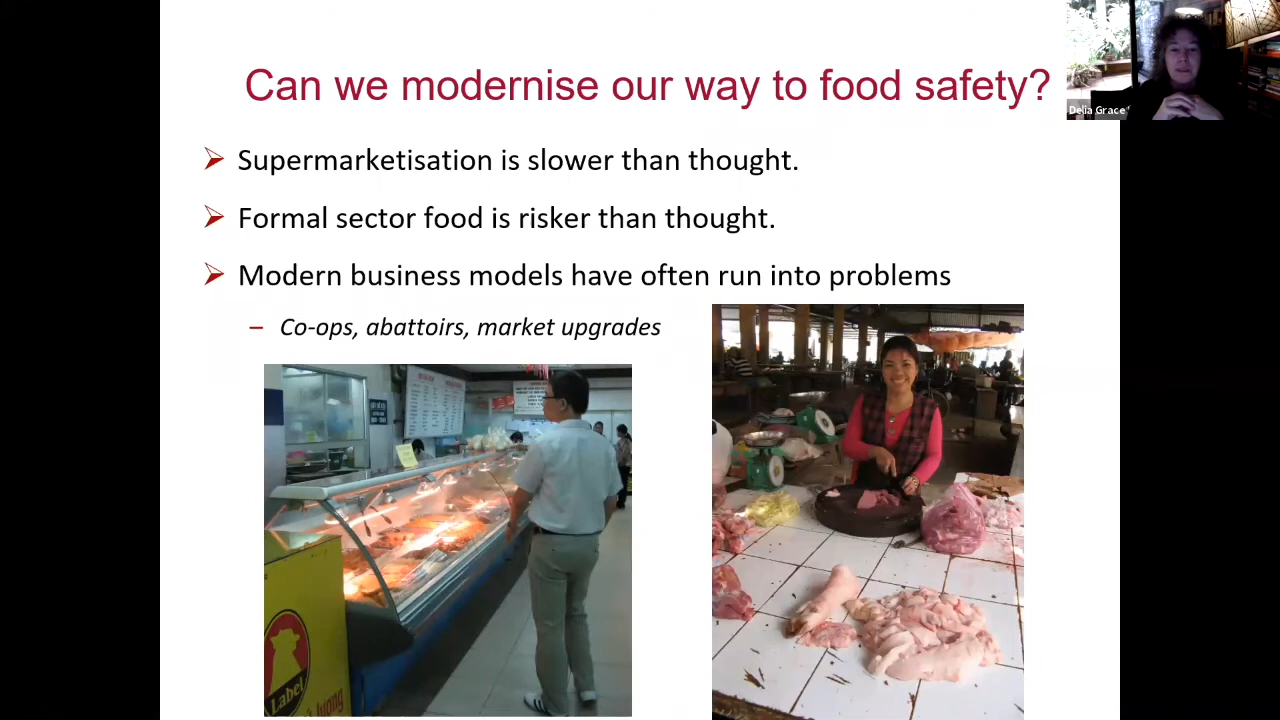 Can we modernise our way to food safety?
Delia Grace
➢ Supermarketisation is slower than thought.
➢ Formal sector food is risker than thought.
➢ Modern business models have often run into problems
– Co-ops, abattoirs, market upgrades
Label